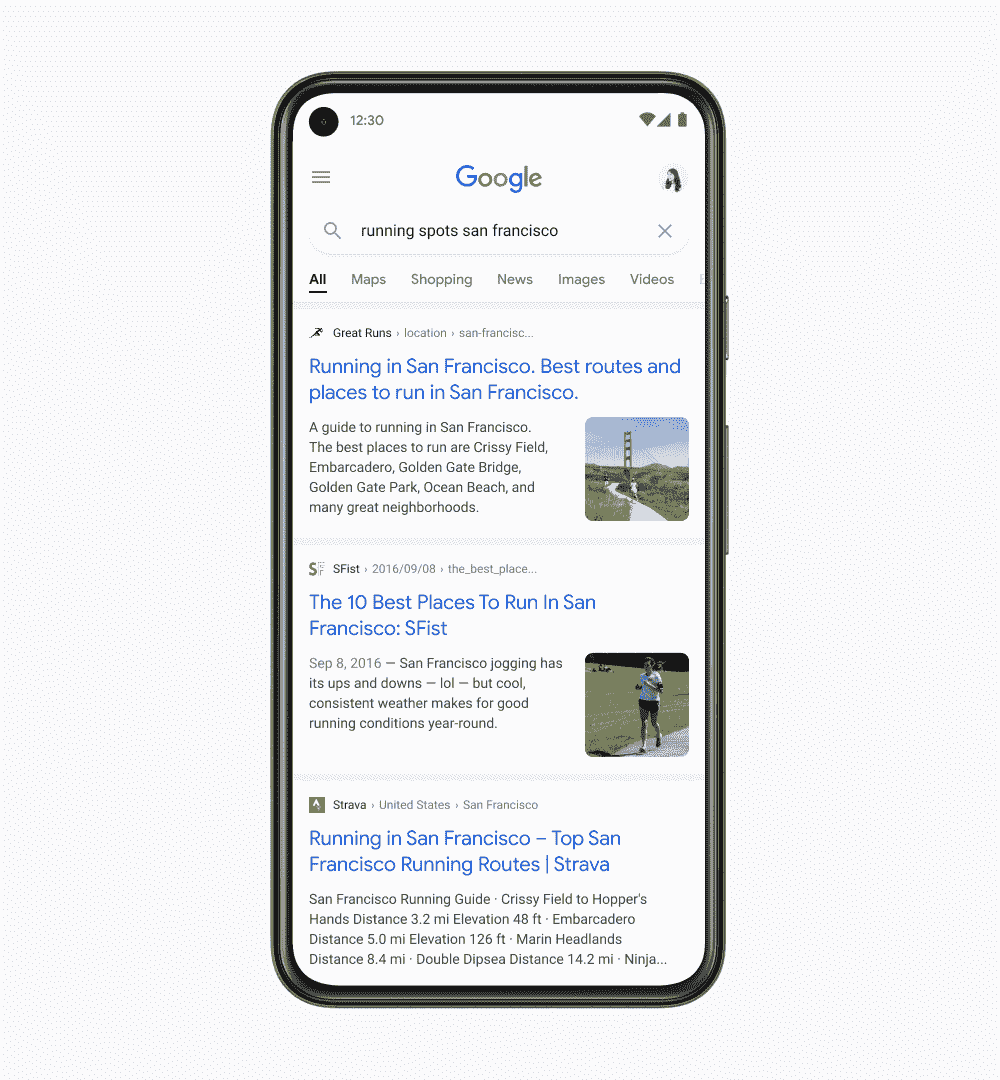 12:30
Google
running spots san francisco
All Maps Shopping News Images Videos
Great Runs › location › san-francisc...
Running in San Francisco. Best routes and
places to run in San Francisco.
A guide to running in San Francisco.
The best places to run are Crissy Field,
Embarcadero, Golden Gate Bridge,
Golden Gate Park, Ocean Beach, and
many great neighborhoods.
SF SFist › 2016/09/08 › the_best_place...
The 10 Best Places To Run In San
Francisco: SFist
Sep 8, 2016 — San Francisco jogging has
its ups and downs — lol — but cool,
consistent weather makes for good
running conditions year-round.
Strava › United States › San Francisco
Running in San Francisco – Top San
Francisco Running Routes | Strava
San Francisco Running Guide · Crissy Field to Hopper's
Hands Distance 3.2 mi Elevation 48 ft · Embarcadero
Distance 5.0 mi Elevation 126 ft · Marin Headlands
Distance 8.4 mi · Double Dipsea Distance 14.2 mi · Ninja...